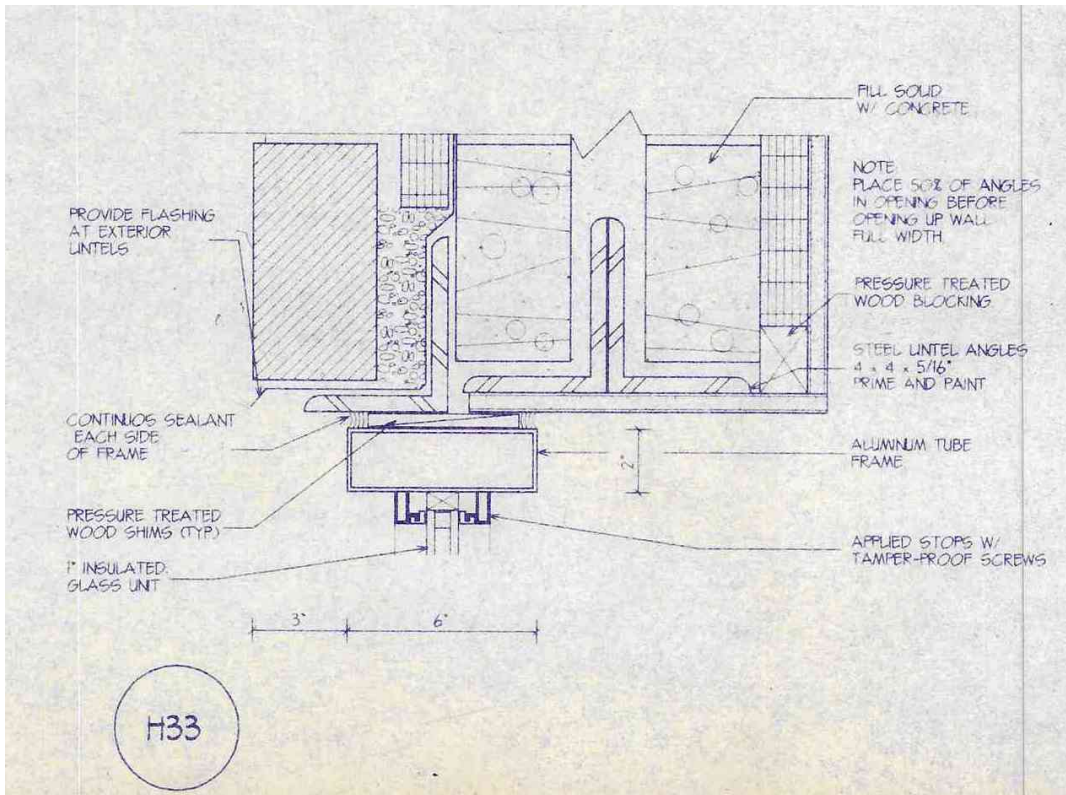 FILL SOLID
W/ CONCRETE
NOTE
PLACE 50% OF ANGLES
IN OPENING BEFORE
OPENING UP WALL
FULL WIDTH
PRESSURE TREATED
WOOD BLOCKING
STEEL LINTEL ANGLES
4 x 4 x 5/16"
PRIME AND PAINT
ALUMINUM TUBE
FRAME
APPLIED STOPS W/
TAMPER-PROOF SCREWS
PROVIDE FLASHING
AT EXTERIOR
LINTELS
CONTINUOS SEALANT
EACH SIDE
OF FRAME
PRESSURE TREATED
WOOD SHIMS (TYP.)
1" INSULATED
GLASS UNIT
2"
3"
6"
H33